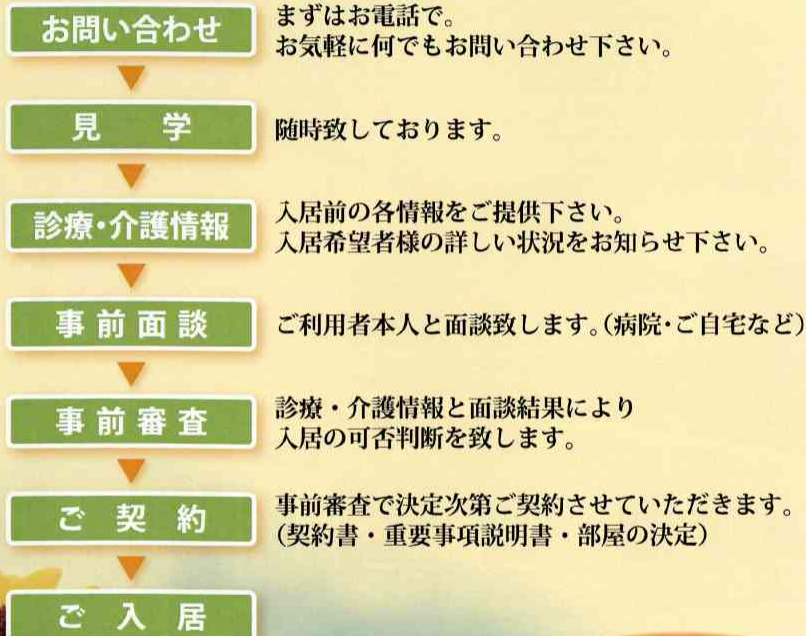 お問い合わせ
まずはお電話で。
お気軽に何でもお問い合わせ下さい。
見 学
随時致しております。
診療・介護情報
入居前の各情報をご提供下さい。
入居希望者様の詳しい状況をお知らせ下さい。
事前面談
ご利用者本人と面談致します。(病院・ご自宅など)
事前審査
診療・介護情報と面談結果により
入居の可否判断を致します。
ご 契 約
事前審査で決定次第ご契約させていただきます。
(契約書・重要事項説明書・部屋の決定)
ご 入 居